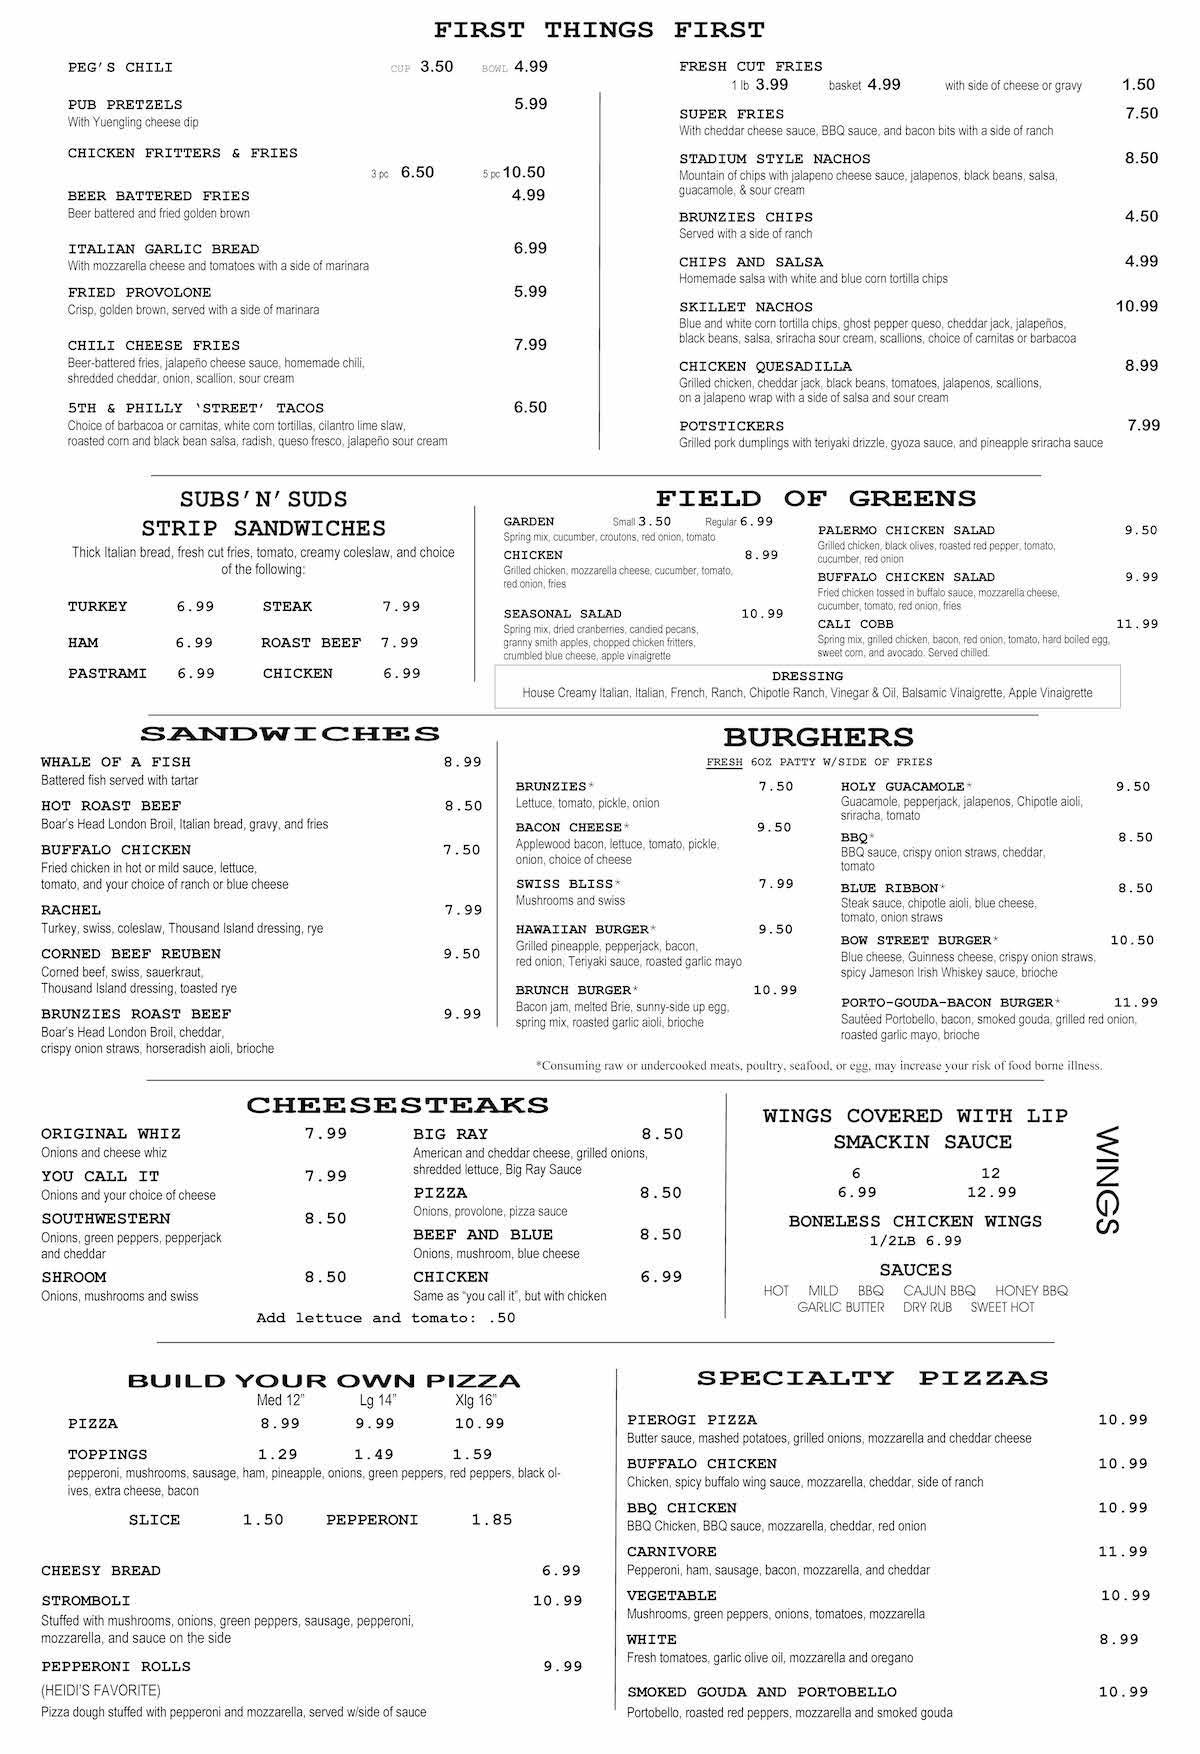 FIRST THINGS FIRST
PEG'S CHILI CUP 3.50 BOWL 4.99
PUB PRETZELS 5.99
With Yuengling cheese dip
CHICKEN FRITTERS & FRIES
3 pc 6.50 5 pc 10.50
BEER BATTERED FRIES 4.99
Beer battered and fried golden brown
ITALIAN GARLIC BREAD 6.99
With mozzarella cheese and tomatoes with a side of marinara
FRIED PROVOLONE 5.99
Crisp, golden brown, served with a side of marinara
CHILI CHEESE FRIES 7.99
Beer-battered fries, jalapeño cheese sauce, homemade chili,
shredded cheddar, onion, scallion. sour cream
5TH & PHILLY 'STREET' TACOS 6.50
Choice of barbacoa or carnitas, white corn tortillas, cilantro lime slaw,
roasted corn and black bean salsa, radish, queso fresco, jalapeño sour cream
FRESH CUT FRIES
1 lb 3.99 basket 4.99 with side of cheese or gravy 1.50
SUPER FRIES 7.50
With cheddar cheese sauce, BBQ sauce, and bacon bits with a side of ranch
STADIUM STYLE NACHOS 8.50
Mountain of chips with jalapeno cheese sauce, jalapenos, black beans, salsa,
guacamole, & sour cream
BRUNZIES CHIPS 4.50
Served with a side of ranch
CHIPS AND SALSA 4.99
Homemade salsa with white and blue corn tortilla chips
SKILLET NACHOS 10.99
Blue and white corn tortilla chips, ghost pepper queso, cheddar jack, jalapeños,
black beans, salsa, sriracha sour cream, scallions, choice of carnitas or barbacoa
CHICKEN QUESADILLA 8.99
Grilled chicken, cheddar jack, black beans, tomatoes, jalapenos, scallions,
on a jalapeno wrap with a side of salsa and sour cream
POTSTICKERS 7.99
Grilled pork dumplings with teriyaki drizzle, gyoza sauce, and pineapple sriracha sauce
SUBS'N'SUDS
STRIP SANDWICHES
Thick Italian bread, fresh cut fries, tomato, creamy coleslaw, and choice
of the following:
TURKEY 6.99 STEAK 7.99
HAM 6.99 ROAST BEEF 7.99
PASTRAMI 6.99 CHICKEN 6.99
FIELD OF GREENS
GARDEN Small 3.50 Regular 6.99
Spring mix, cucumber, croutons, red onion, tomato
CHICKEN 8.99
Grilled chicken, mozzarella cheese, cucumber, tomato,
red onion, fries
SEASONAL SALAD 10.99
Spring mix, dried cranberries, candied pecans,
granny smith apples, chopped chicken fritters,
crumbled blue cheese, apple vinaigrette
PALERMO CHICKEN SALAD 9.50
Grilled chicken, black olives, roasted red pepper, tomato,
cucumber, red onion
BUFFALO CHICKEN SALAD 9.99
Fried chicken tossed in buffalo sauce, mozzarella cheese,
cucumber, tomato, red onion, fries
CALI COBB 11.99
Spring mix, grilled chicken, bacon, red onion, tomato, hard boiled egg,
sweet corn, and avocado. Served chilled.
DRESSING
House Creamy Italian, Italian, French, Ranch, Chipotle Ranch, Vinegar & Oil, Balsamic Vinaigrette, Apple Vinaigrette
SANDWICHES
WHALE OF A FISH 8.99
Battered fish served with tartar
HOT ROAST BEEF 8.50
Boar's Head London Broil, Italian bread, gravy, and fries
BUFFALO CHICKEN 7.50
Fried chicken in hot or mild sauce, lettuce,
tomato, and your choice of ranch or blue cheese
RACHEL 7.99
Turkey, swiss, coleslaw, Thousand Island dressing, rye
CORNED BEEF REUBEN 9.50
Corned beef, swiss, sauerkraut,
Thousand Island dressing, toasted rye
BRUNZIES ROAST BEEF 9.99
Boar's Head London Broil, cheddar,
crispy onion straws, horseradish aioli, brioche
BURGHERS
FRESH 6OZ PATTY W/SIDE OF FRIES
BRUNZIES* 7.50
Lettuce, tomato, pickle, onion
BACON CHEESE* 9.50
Applewood bacon, lettuce, tomato, pickle,
onion, choice of cheese
SWISS BLISS* 7.99
Mushrooms and swiss
HAWAIIAN BURGER* 9.50
Grilled pineapple, pepperjack, bacon,
red onion, Teriyaki sauce, roasted garlic mayo
BRUNCH BURGER* 10.99
Bacon jam, melted Brie, sunny-side up egg,
spring mix, roasted garlic aioli, brioche
HOLY GUACAMOLE* 9.50
Guacamole, pepperjack, jalapenos, Chipotle aioli,
sriracha, tomato
BBQ* 8.50
BBQ sauce, crispy onion straws, cheddar,
tomato
BLUE RIBBON* 8.50
Steak sauce, chipotle aioli, blue cheese,
tomato, onion straws
BOW STREET BURGER* 10.50
Blue cheese, Guinness cheese, crispy onion straws,
spicy Jameson Irish Whiskey sauce, brioche
PORTO-GOUDA-BACON BURGER* 11.99
Sautèed Portobello, bacon, smoked gouda, grilled red onion,
roasted garlic mayo, brioche
*Consuming raw or undercooked meats, poultry, seafood, or egg, may increase your risk of food borne illness.
CHEESESTEAKS
ORIGINAL WHIZ 7.99
Onions and cheese whiz
YOU CALL IT 7.99
Onions and your choice of cheese
SOUTHWESTERN 8.50
Onions, green peppers, pepperjack
and cheddar
SHROOM 8.50
Onions, mushrooms and swiss
BIG RAY 8.50
American and cheddar cheese, grilled onions,
shredded lettuce, Big Ray Sauce
PIZZA 8.50
Onions, provolone, pizza sauce
BEEF AND BLUE 8.50
Onions, mushroom, blue cheese
CHICKEN 6.99
Same as "you call it", but with chicken
Add lettuce and tomato: .50
WINGS COVERED WITH LIP
SMACKIN SAUCE
6 12
6.99 12.99
BONELESS CHICKEN WINGS
1/2LB 6.99
SAUCES
HOT MILD BBQ CAJUN BBQ HONEY BBQ
GARLIC BUTTER DRY RUB SWEET HOT
WINGS
BUILD YOUR OWN PIZZA
Med 12" Lg 14" Xlg 16"
PIZZA 8.99 9.99 10.99
TOPPINGS 1.29 1.49 1.59
pepperoni, mushrooms, sausage, ham, pineapple, onions, green peppers, red peppers, black ol-
ives, extra cheese, bacon
SLICE 1.50 PEPPERONI 1.85
CHEESY BREAD 6.99
STROMBOLI 10.99
Stuffed with mushrooms, onions, green peppers, sausage, pepperoni,
mozzarella, and sauce on the side
PEPPERONI ROLLS 9.99
(HEIDI'S FAVORITE)
Pizza dough stuffed with pepperoni and mozzarella, served w/side of sauce
SPECIALTY PIZZAS
PIEROGI PIZZA 10.99
Butter sauce, mashed potatoes, grilled onions, mozzarella and cheddar cheese
BUFFALO CHICKEN 10.99
Chicken, spicy buffalo wing sauce, mozzarella, cheddar, side of ranch
BBQ CHICKEN 10.99
BBQ Chicken, BBQ sauce, mozzarella, cheddar, red onion
CARNIVORE 11.99
Pepperoni, ham, sausage, bacon, mozzarella, and cheddar
VEGETABLE 10.99
Mushrooms, green peppers, onions, tomatoes, mozzarella
WHITE 8.99
Fresh tomatoes, garlic olive oil, mozzarella and oregano
SMOKED GOUDA AND PORTOBELLO 10.99
Portobello, roasted red peppers, mozzarella and smoked gouda